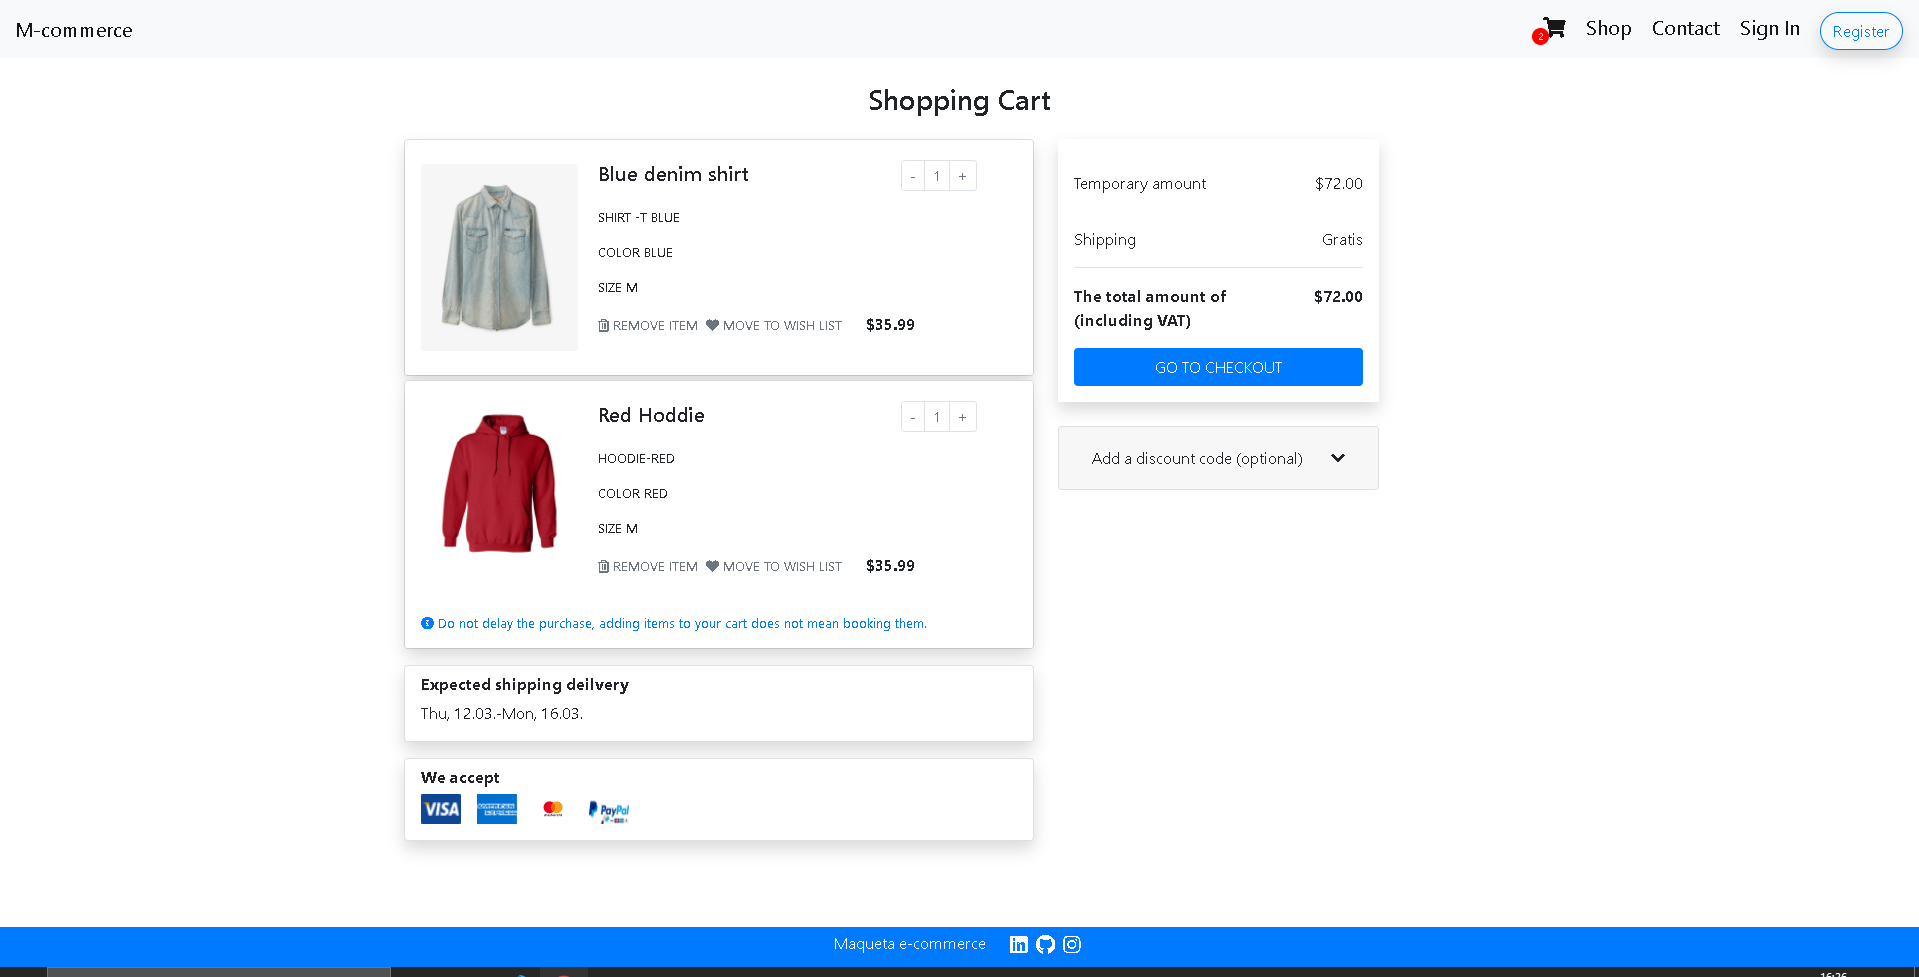 M-commerce
2
Shop
Contact
Sign In
Register
Shopping Cart
Blue denim shirt
- 1 +
SHIRT -T BLUE
COLOR BLUE
SIZE M
REMOVE ITEM
MOVE TO WISH LIST
$35.99
Red Hoddie
- 1 +
HOODIE-RED
COLOR RED
SIZE M
REMOVE ITEM
MOVE TO WISH LIST
$35.99
Do not delay the purchase, adding items to your cart does not mean booking them.
Expected shipping deilvery
Thu, 12.03.-Mon, 16.03.
We accept
VISA
AMERICAN EXPRESS
PayPal
Temporary amount $72.00
Shipping Gratis
The total amount of $72.00
(including VAT)
GO TO CHECKOUT
Add a discount code (optional)
Maqueta e-commerce